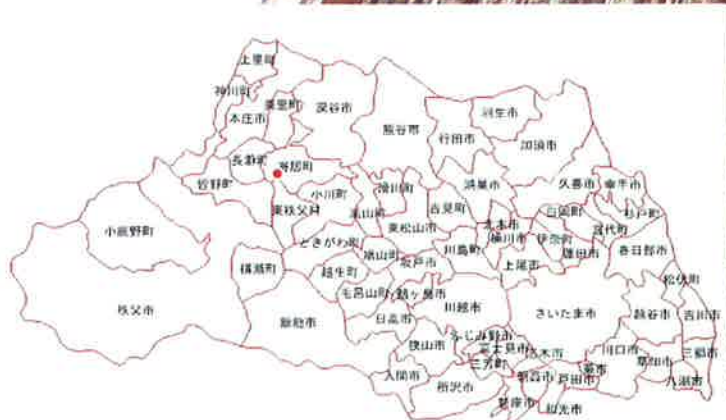 上里町
神川町
美里町
本庄市
深谷市
熊谷市
行田市
羽生市
加須市
長瀞町
寄居町
皆野町
小川町
滑川町
鴻巣市
久喜市
幸手市
東秩父村
嵐山町
吉見町
白岡町
杉戸町
小鹿野町
東松山市
北本市
桶川市
伊奈町
宮代町
ときがわ町
川島町
蓮田市
春日部市
横瀬町
鳩山町
坂戸市
上尾市
越生町
松伏町
毛呂山町
鶴ヶ島市
秩父市
飯能市
日高市
川越市
さいたま市
越谷市
吉川市
狭山市
ふじみ野市
富士見市
三芳町
志木市
川口市
草加市
三郷市
入間市
所沢市
朝霞市
戸田市
蕨市
八潮市
新座市
和光市